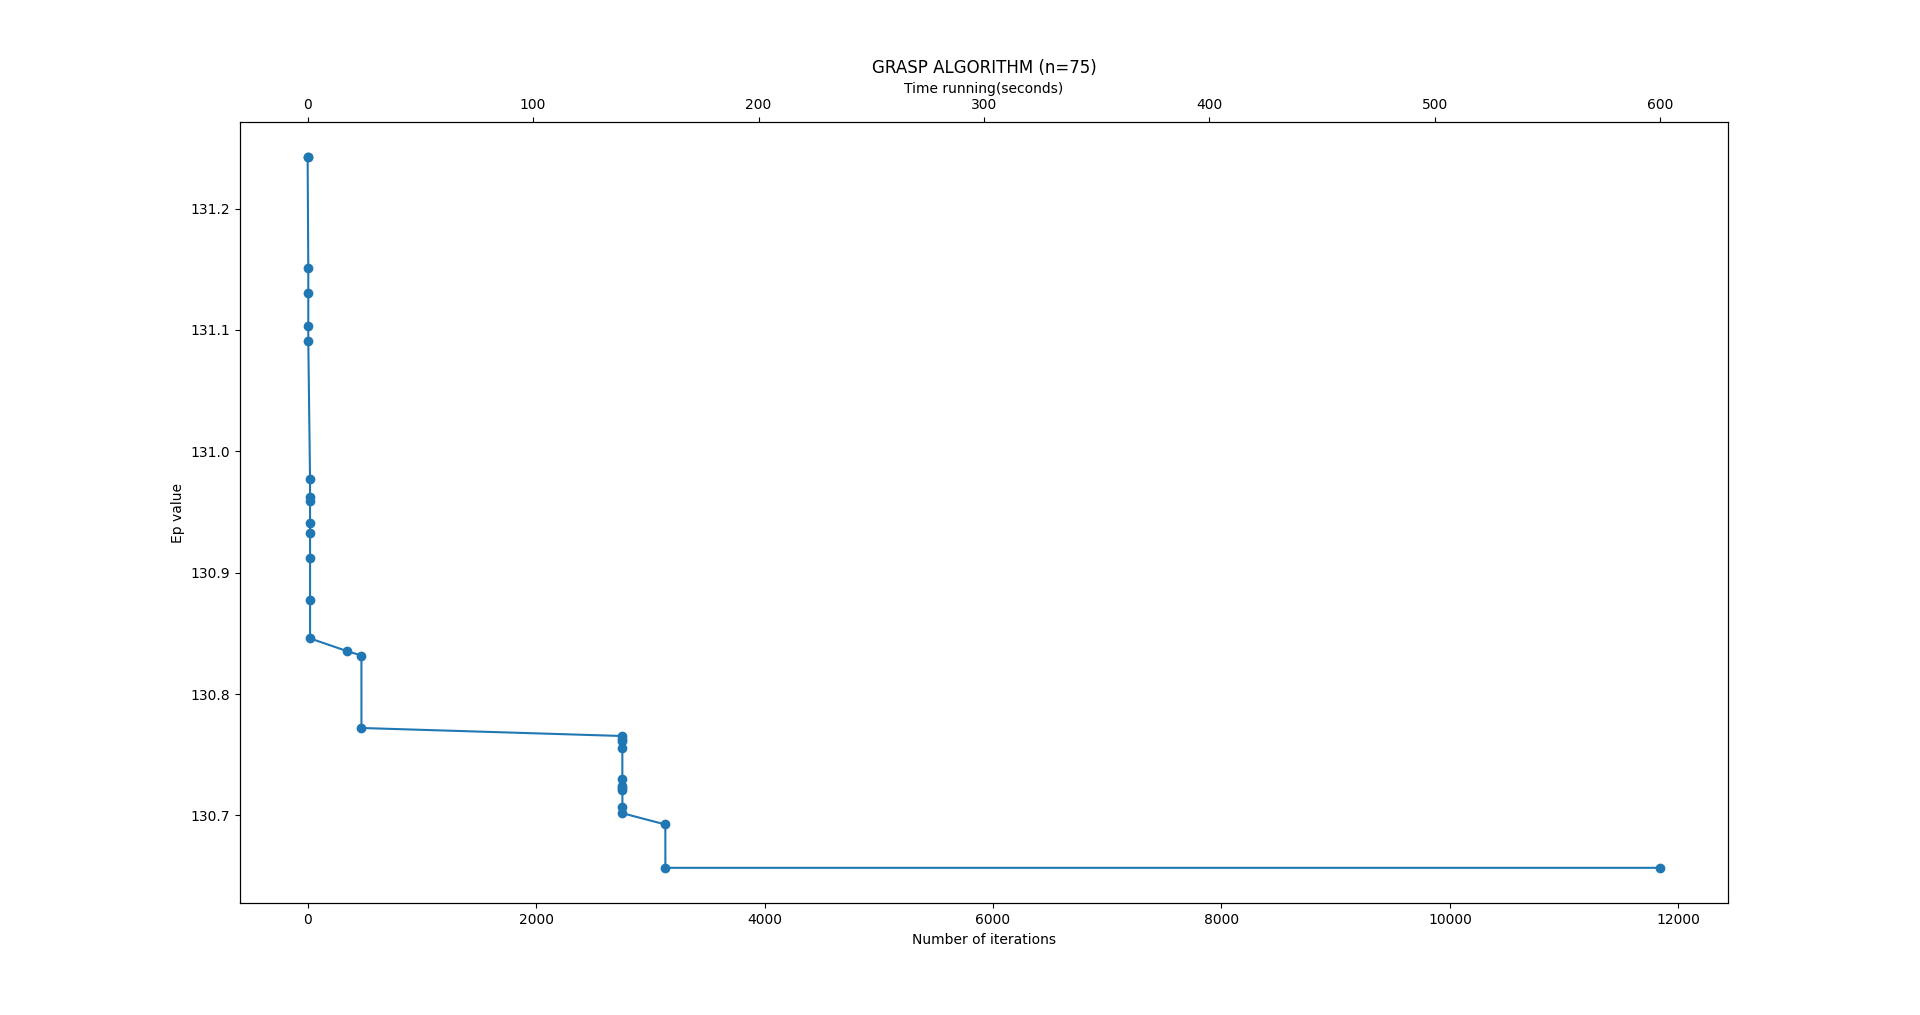 GRASP ALGORITHM (n=75)
Time running(seconds)
0 100 200 300 400 500 600
131.2
131.1
131.0
130.9
130.8
130.7
Ep value
0 2000 4000 6000 8000 10000 12000
Number of iterations